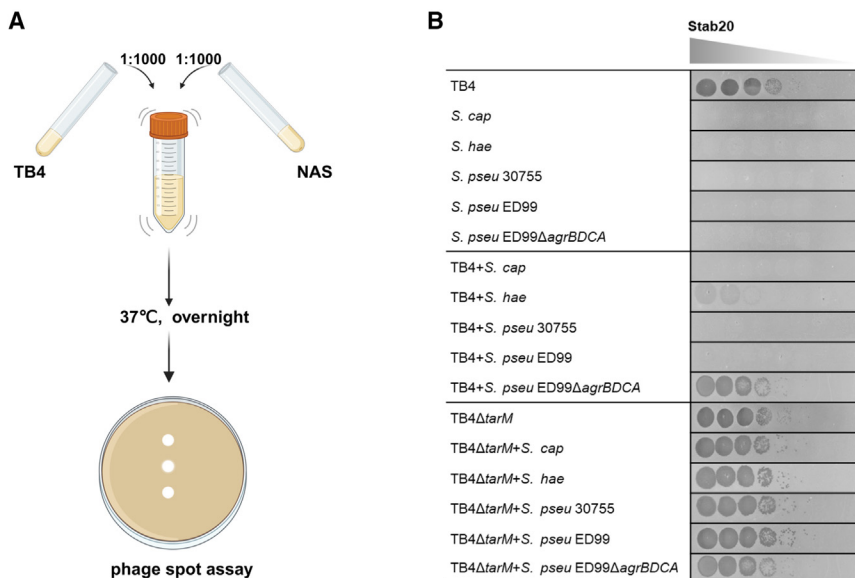 A
1:1000 1:1000
TB4
NAS
37℃, overnight
phage spot assay
B
Stab20
TB4
S. cap
S. hae
S. pseu 30755
S. pseu ED99
S. pseu ED99ΔagrBDCA
TB4+S. cap
TB4+S. hae
TB4+S. pseu 30755
TB4+S. pseu ED99
TB4+S. pseu ED99ΔagrBDCA
TB4ΔtarM
TB4ΔtarM+S. cap
TB4ΔtarM+S. hae
TB4ΔtarM+S. pseu 30755
TB4ΔtarM+S. pseu ED99
TB4ΔtarM+S. pseu ED99ΔagrBDCA